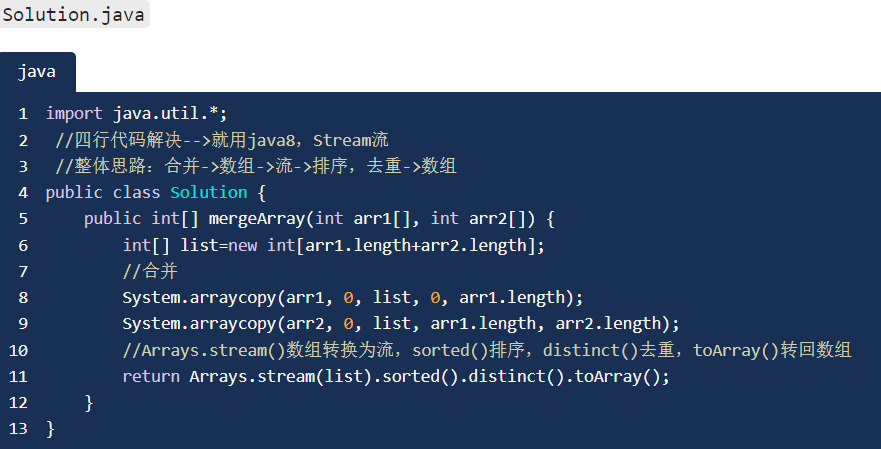 Solution.java
java
1 import java.util.*;
2  //四行代码解决-->就用java8，Stream流
3  //整体思路：合并->数组->流->排序，去重->数组
4 public class Solution {
5     public int[] mergeArray(int arr1[], int arr2[]) {
6         int[] list=new int[arr1.length+arr2.length];
7         //合并
8         System.arraycopy(arr1, 0, list, 0, arr1.length);
9         System.arraycopy(arr2, 0, list, arr1.length, arr2.length);
10         //Arrays.stream()数组转换为流，sorted()排序，distinct()去重，toArray()转回数组
11         return Arrays.stream(list).sorted().distinct().toArray();
12     }
13 }